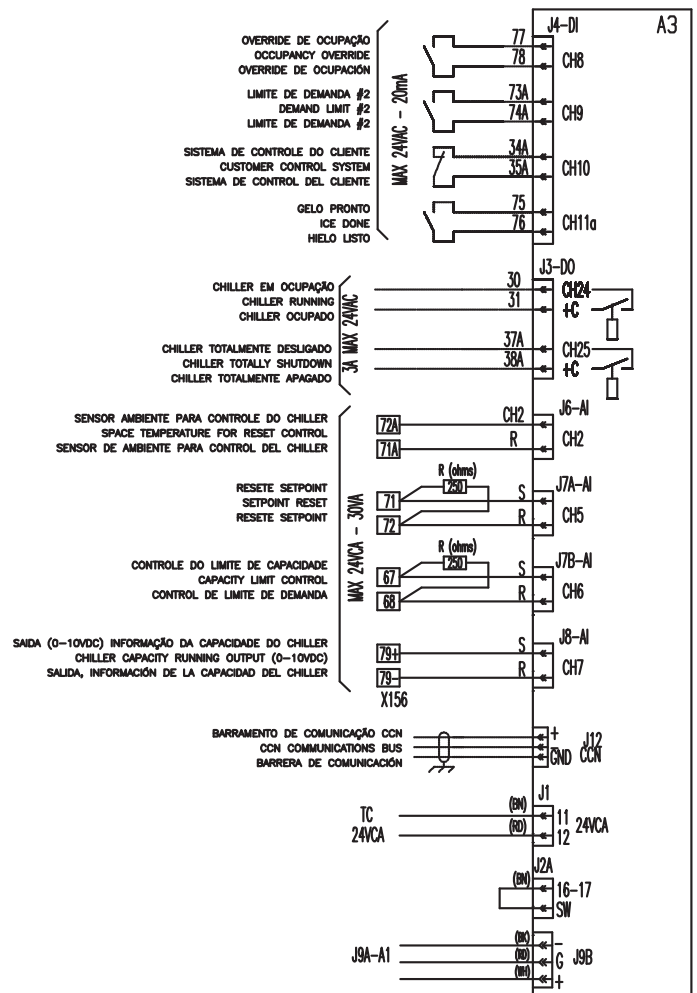 A3
J4-DI
OVERRIDE DE OCUPAÇÃO
OCCUPANCY OVERRIDE
OVERRIDE DE OCUPACIÓN
77
78
CH8
LIMITE DE DEMANDA #2
DEMAND LIMIT #2
LIMITE DE DEMANDA #2
73A
74A
CH9
SISTEMA DE CONTROLE DO CLIENTE
CUSTOMER CONTROL SYSTEM
SISTEMA DE CONTROL DEL CLIENTE
34A
35A
CH10
GELO PRONTO
ICE DONE
HIELO LISTO
75
76
CH11a
MAX 24VAC - 20mA
J3-DO
CHILLER EM OCUPAÇÃO
CHILLER RUNNING
CHILLER OCUPADO
30
31
CH24
+C
CHILLER TOTALMENTE DESLIGADO
CHILLER TOTALLY SHUTDOWN
CHILLER TOTALMENTE APAGADO
37A
38A
CH25
+C
3A MAX 24VAC
J6-AI
SENSOR AMBIENTE PARA CONTROLE DO CHILLER
SPACE TEMPERATURE FOR RESET CONTROL
SENSOR DE AMBIENTE PARA CONTROL DEL CHILLER
72A
71A
CH2
R
CH2
J7A-AI
RESETE SETPOINT
SETPOINT RESET
RESETE SETPOINT
71
72
R (ohms)
250
S
R
CH5
J7B-AI
CONTROLE DO LIMITE DE CAPACIDADE
CAPACITY LIMIT CONTROL
CONTROL DE LIMITE DE DEMANDA
67
68
R (ohms)
250
S
R
CH6
J8-AI
SAIDA (0-10VDC) INFORMAÇÃO DA CAPACIDADE DO CHILLER
CHILLER CAPACITY RUNNING OUTPUT (0-10VDC)
SALIDA, INFORMACIÓN DE LA CAPACIDAD DEL CHILLER
79+
79-
X156
S
R
CH7
MAX 24VCA - 30VA
BARRAMENTO DE COMUNICAÇÃO CCN
CCN COMMUNICATIONS BUS
BARRERA DE COMUNICACIÓN
+
-
GND
J12
CCN
J1
TC
24VCA
(BN)
(RD)
11
12
24VCA
J2A
(BN)
16-17
SW
J9A-A1
(BK)
(RD)
(WH)
-
G
+
J9B